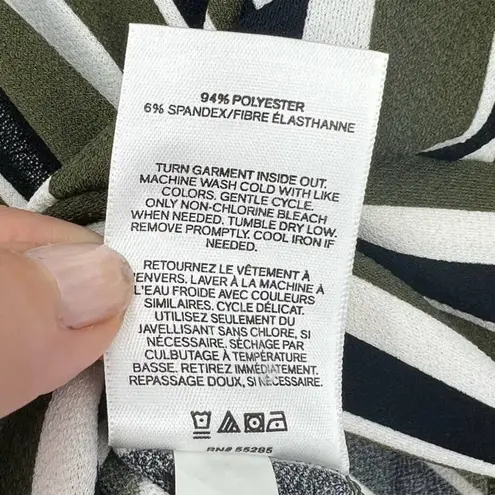 94% POLYESTER
6% SPANDEX/FIBRE ÉLASTHANNE
TURN GARMENT INSIDE OUT.
MACHINE WASH COLD WITH LIKE
COLORS. GENTLE CYCLE
ONLY NON-CHLORINE BLEACH
WHEN NEEDED. TUMBLE DRY LOW.
REMOVE PROMPTLY. COOL IRON IF
NEEDED.
RETOURNEZ LE VÊTEMENT À
L'ENVERS. LAVER À LA MACHINE À
L'EAU FROIDE AVEC COULEURS
SIMILAIRES. CYCLE DÉLICAT.
UTILISEZ SEULEMENT DU
JAVELLISANT SANS CHLORE, SI
NÉCESSAIRE. SÉCHAGE PAR
CULBUTAGE À TEMPÉRATURE
BASSE. RETIREZ IMMÉDIATEMENT.
REPASSAGE DOUX, SI NÉCESSAIRE.
RN# 55285